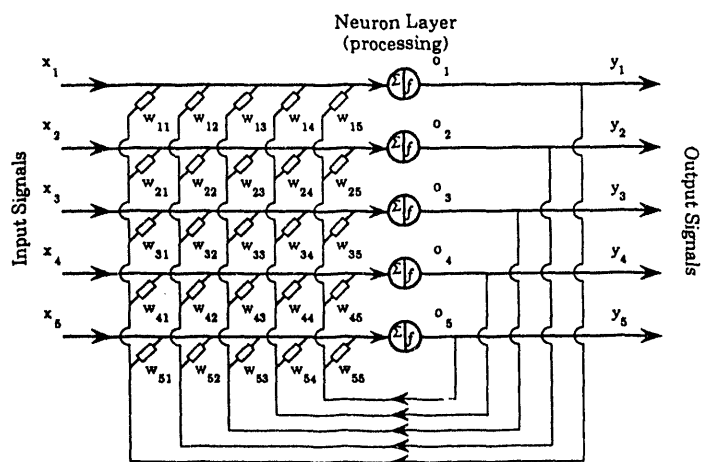 Neuron Layer
(processing)
x1 o1 y1
Σ f
w11 w12 w13 w14 w15
x2 o2 y2
Σ f
w21 w22 w23 w24 w25
x3 o3 y3
Σ f
w31 w32 w33 w34 w35
x4 o4 y4
Σ f
w41 w42 w43 w44 w45
x5 o5 y5
Σ f
w51 w52 w53 w54 w55
Input Signals
Output Signals